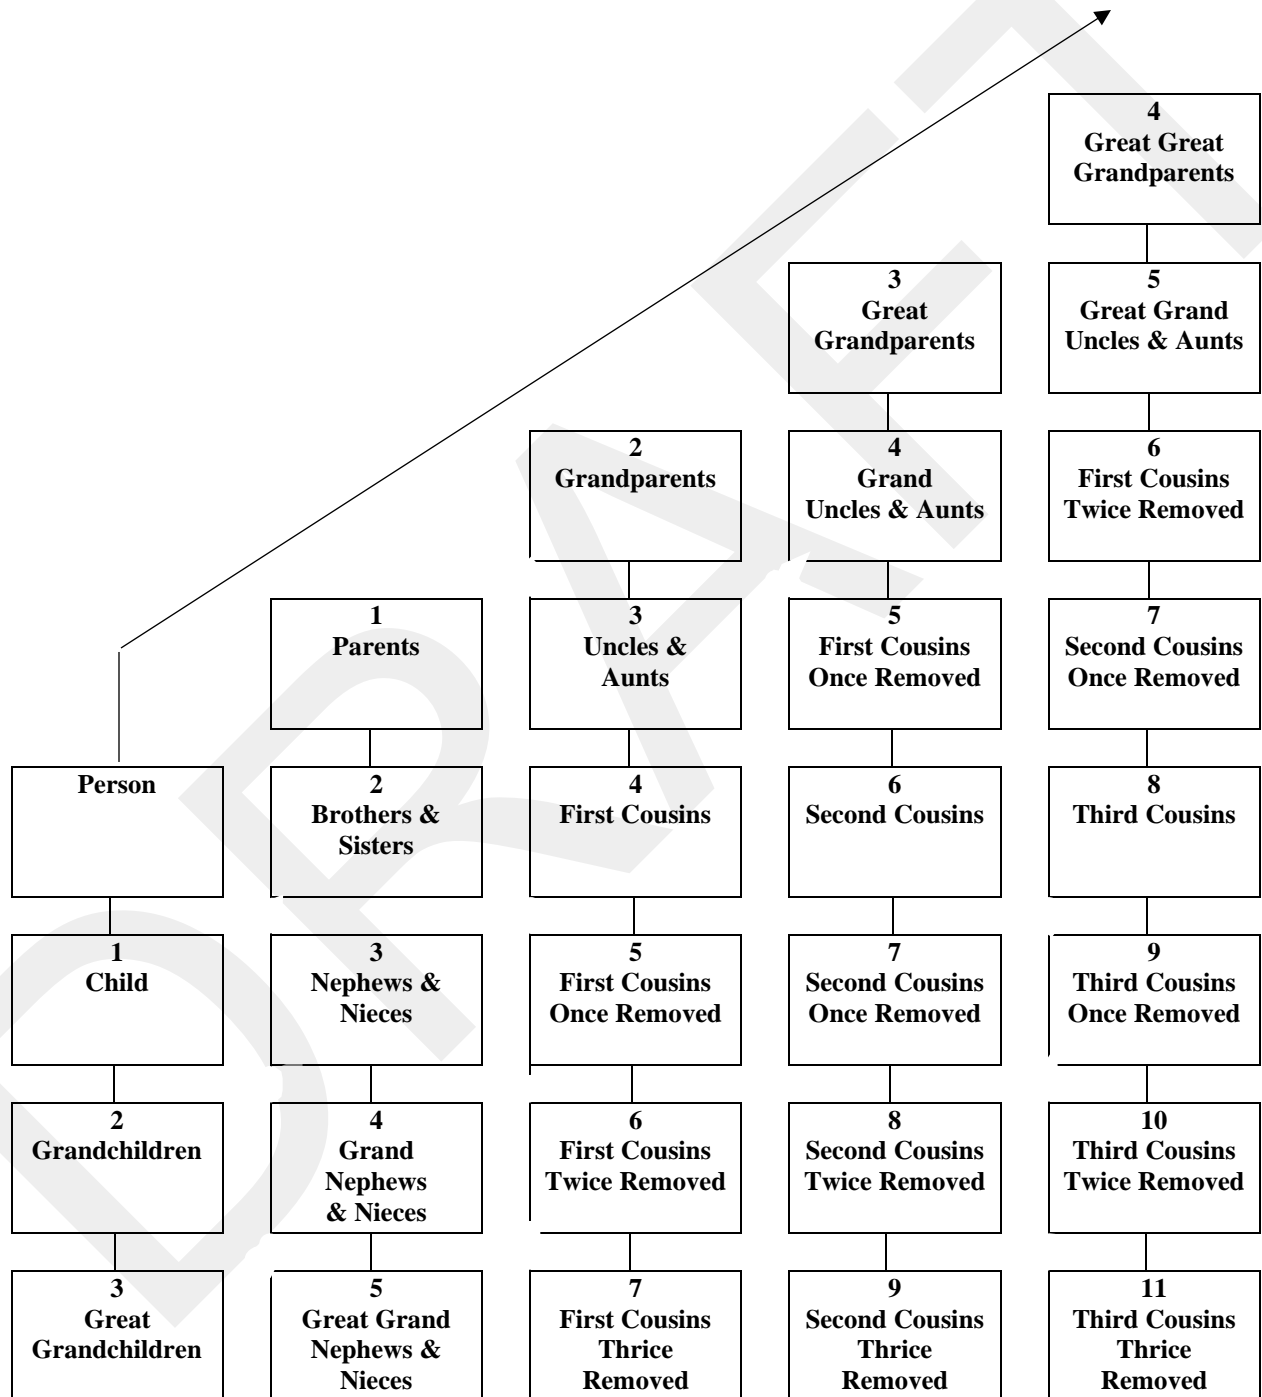 4
Great Great
Grandparents
3
Great
Grandparents
5
Great Grand
Uncles & Aunts
2
Grandparents
4
Grand
Uncles & Aunts
6
First Cousins
Twice Removed
1
Parents
3
Uncles &
Aunts
5
First Cousins
Once Removed
7
Second Cousins
Once Removed
Person
2
Brothers &
Sisters
4
First Cousins
6
Second Cousins
8
Third Cousins
1
Child
3
Nephews &
Nieces
5
First Cousins
Once Removed
7
Second Cousins
Once Removed
9
Third Cousins
Once Removed
2
Grandchildren
4
Grand
Nephews
& Nieces
6
First Cousins
Twice Removed
8
Second Cousins
Twice Removed
10
Third Cousins
Twice Removed
3
Great
Grandchildren
5
Great Grand
Nephews &
Nieces
7
First Cousins
Thrice
Removed
9
Second Cousins
Thrice
Removed
11
Third Cousins
Thrice
Removed
DRAFT